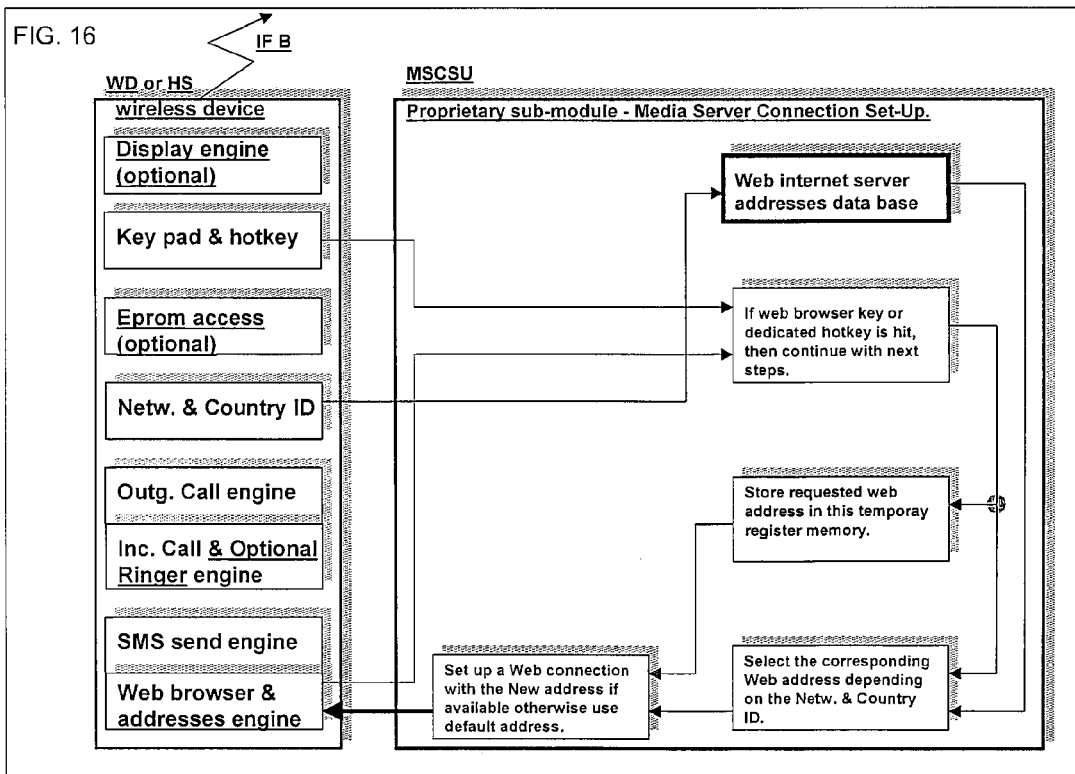 FIG. 16
IF B
WD or HS
wireless device
Display engine
(optional)
Key pad & hotkey
Eprom access
(optional)
Netw. & Country ID
Outg. Call engine
Inc. Call & Optional
Ringer engine
SMS send engine
Web browser &
addresses engine
MSCSU
Proprietary sub-module - Media Server Connection Set-Up.
Web internet server
addresses data base
If web browser key or
dedicated hotkey is hit,
then continue with next
steps.
Store requested web
address in this temporay
register memory.
Select the corresponding
Web address depending
on the Netw. & Country
ID.
Set up a Web connection
with the New address if
available otherwise use
default address.